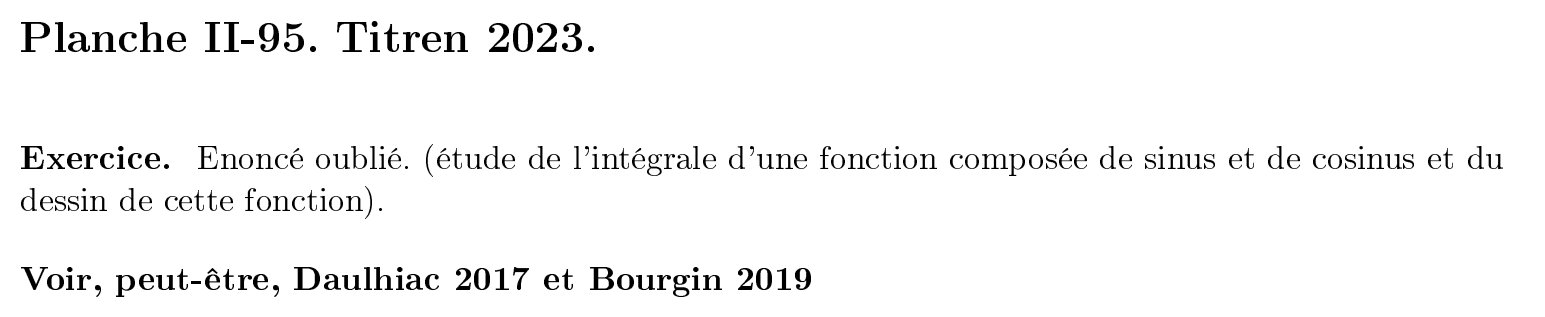 Planche II-95. Titren 2023.
Exercice. Enoncé oublié. (étude de l'intégrale d'une fonction composée de sinus et de cosinus et du
dessin de cette fonction).
Voir, peut-être, Daulhiac 2017 et Bourgin 2019